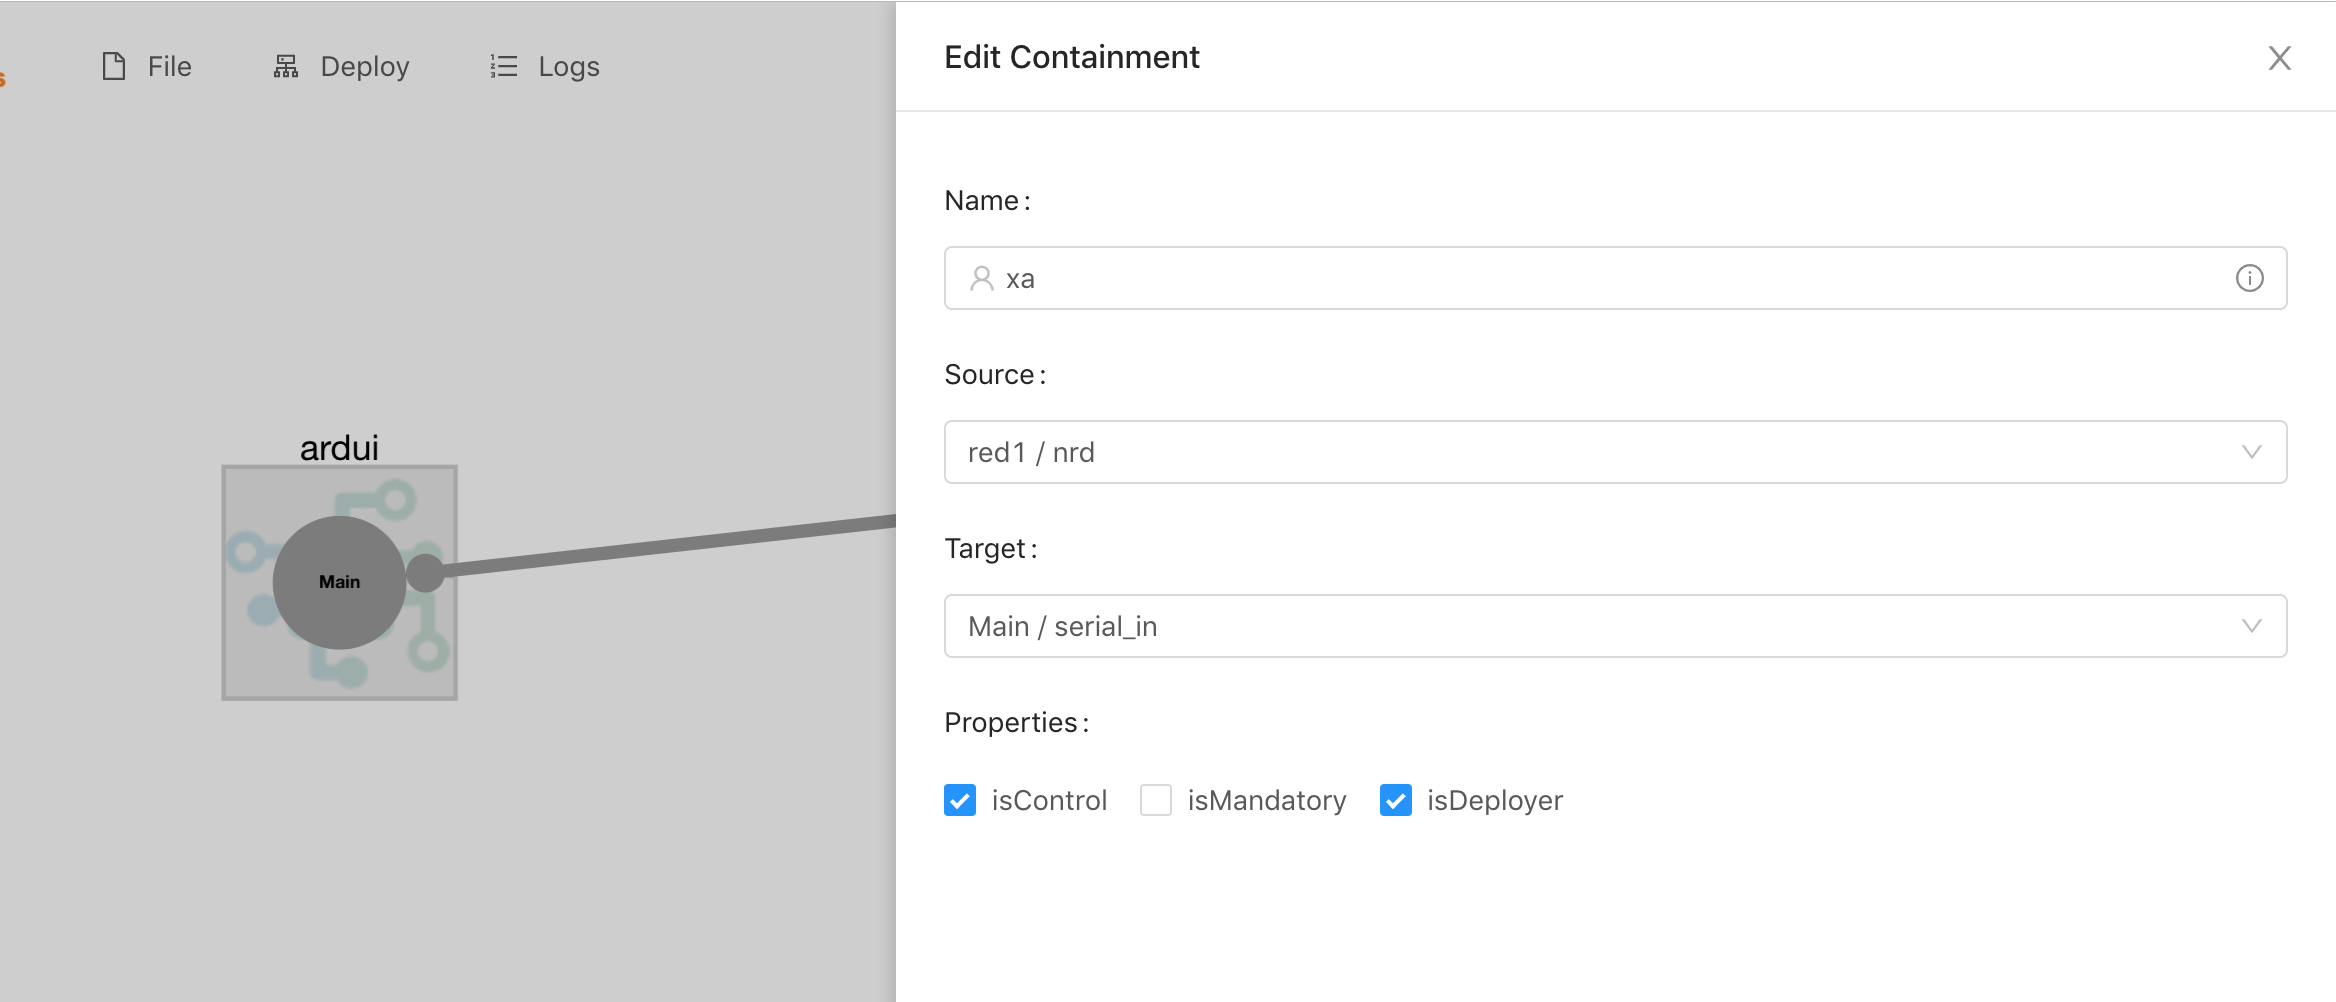 File Deploy Logs
ardui
Main
Edit Containment
Name:
xa
Source:
red1 / nrd
Target:
Main / serial_in
Properties:
isControl isMandatory isDeployer